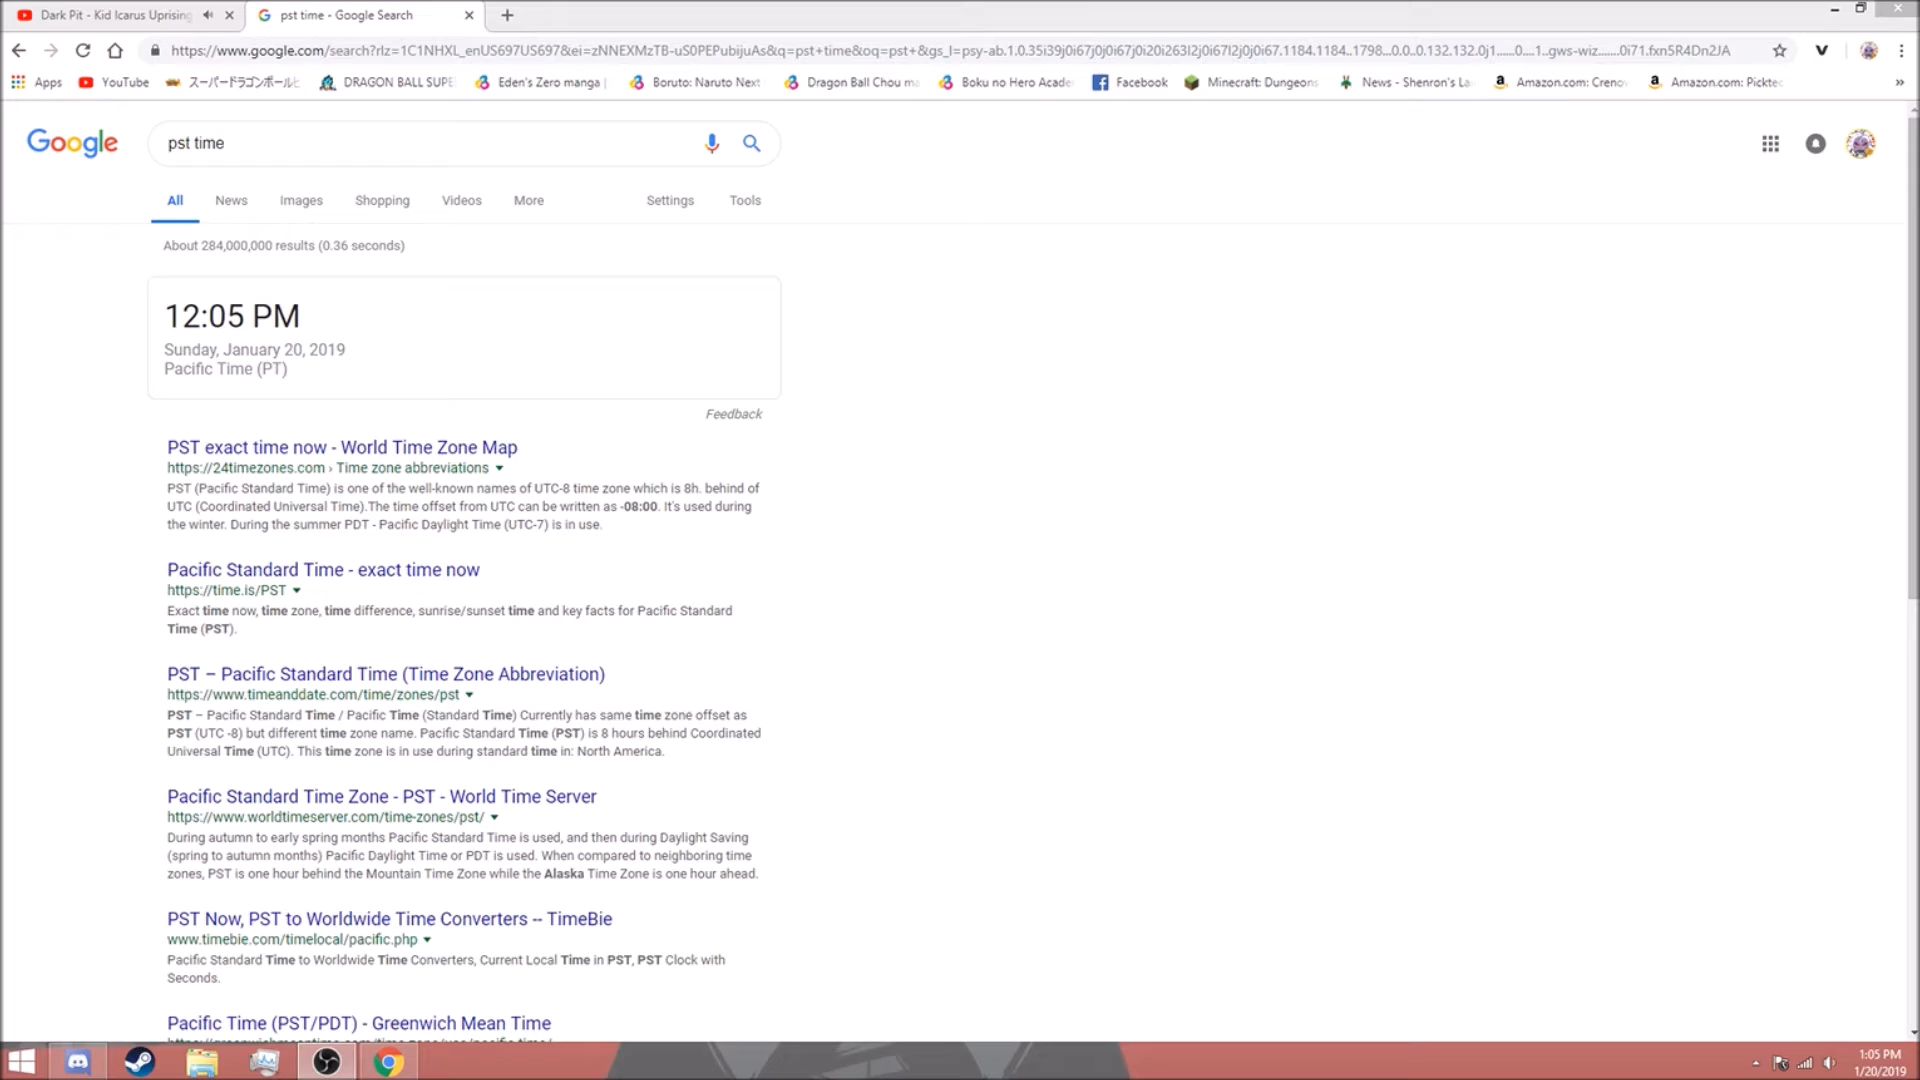 Dark Pit - Kid Icarus Uprising
pst time - Google Search
https://www.google.com/search?rlz=1C1NHXL_enUS697US697&ei=zNNEXMzTB-uS0PEPubijuAs&q=pst+time&oq=pst+&gs_l=psy-ab.1.0.35i39j0i67j0j0i67j0i20i263l2j0i67l2j0j0i67.1184.1184..1798...0.0..0.132.132.0j1......0....1..gws-wiz.......0i71.fxn5R4Dn2JA
Apps
YouTube
スーパードラゴンボールヒ
DRAGON BALL SUPE
Eden's Zero manga |
Boruto: Naruto Next
Dragon Ball Chou ma
Boku no Hero Acade
Facebook
Minecraft: Dungeons
News - Shenron's La
Amazon.com: Creno
Amazon.com: Pickte
»
Google
pst time
All
News
Images
Shopping
Videos
More
Settings
Tools
About 284,000,000 results (0.36 seconds)
12:05 PM
Sunday, January 20, 2019
Pacific Time (PT)
Feedback
PST exact time now - World Time Zone Map
https://24timezones.com › Time zone abbreviations
PST (Pacific Standard Time) is one of the well-known names of UTC-8 time zone which is 8h. behind of
UTC (Coordinated Universal Time).The time offset from UTC can be written as -08:00. It's used during
the winter. During the summer PDT - Pacific Daylight Time (UTC-7) is in use.
Pacific Standard Time - exact time now
https://time.is/PST
Exact time now, time zone, time difference, sunrise/sunset time and key facts for Pacific Standard
Time (PST).
PST – Pacific Standard Time (Time Zone Abbreviation)
https://www.timeanddate.com/time/zones/pst
PST – Pacific Standard Time / Pacific Time (Standard Time) Currently has same time zone offset as
PST (UTC -8) but different time zone name. Pacific Standard Time (PST) is 8 hours behind Coordinated
Universal Time (UTC). This time zone is in use during standard time in: North America.
Pacific Standard Time Zone - PST - World Time Server
https://www.worldtimeserver.com/time-zones/pst/
During autumn to early spring months Pacific Standard Time is used, and then during Daylight Saving
(spring to autumn months) Pacific Daylight Time or PDT is used. When compared to neighboring time
zones, PST is one hour behind the Mountain Time Zone while the Alaska Time Zone is one hour ahead.
PST Now, PST to Worldwide Time Converters -- TimeBie
www.timebie.com/timelocal/pacific.php
Pacific Standard Time to Worldwide Time Converters, Current Local Time in PST, PST Clock with
Seconds.
Pacific Time (PST/PDT) - Greenwich Mean Time
1:05 PM
1/20/2019